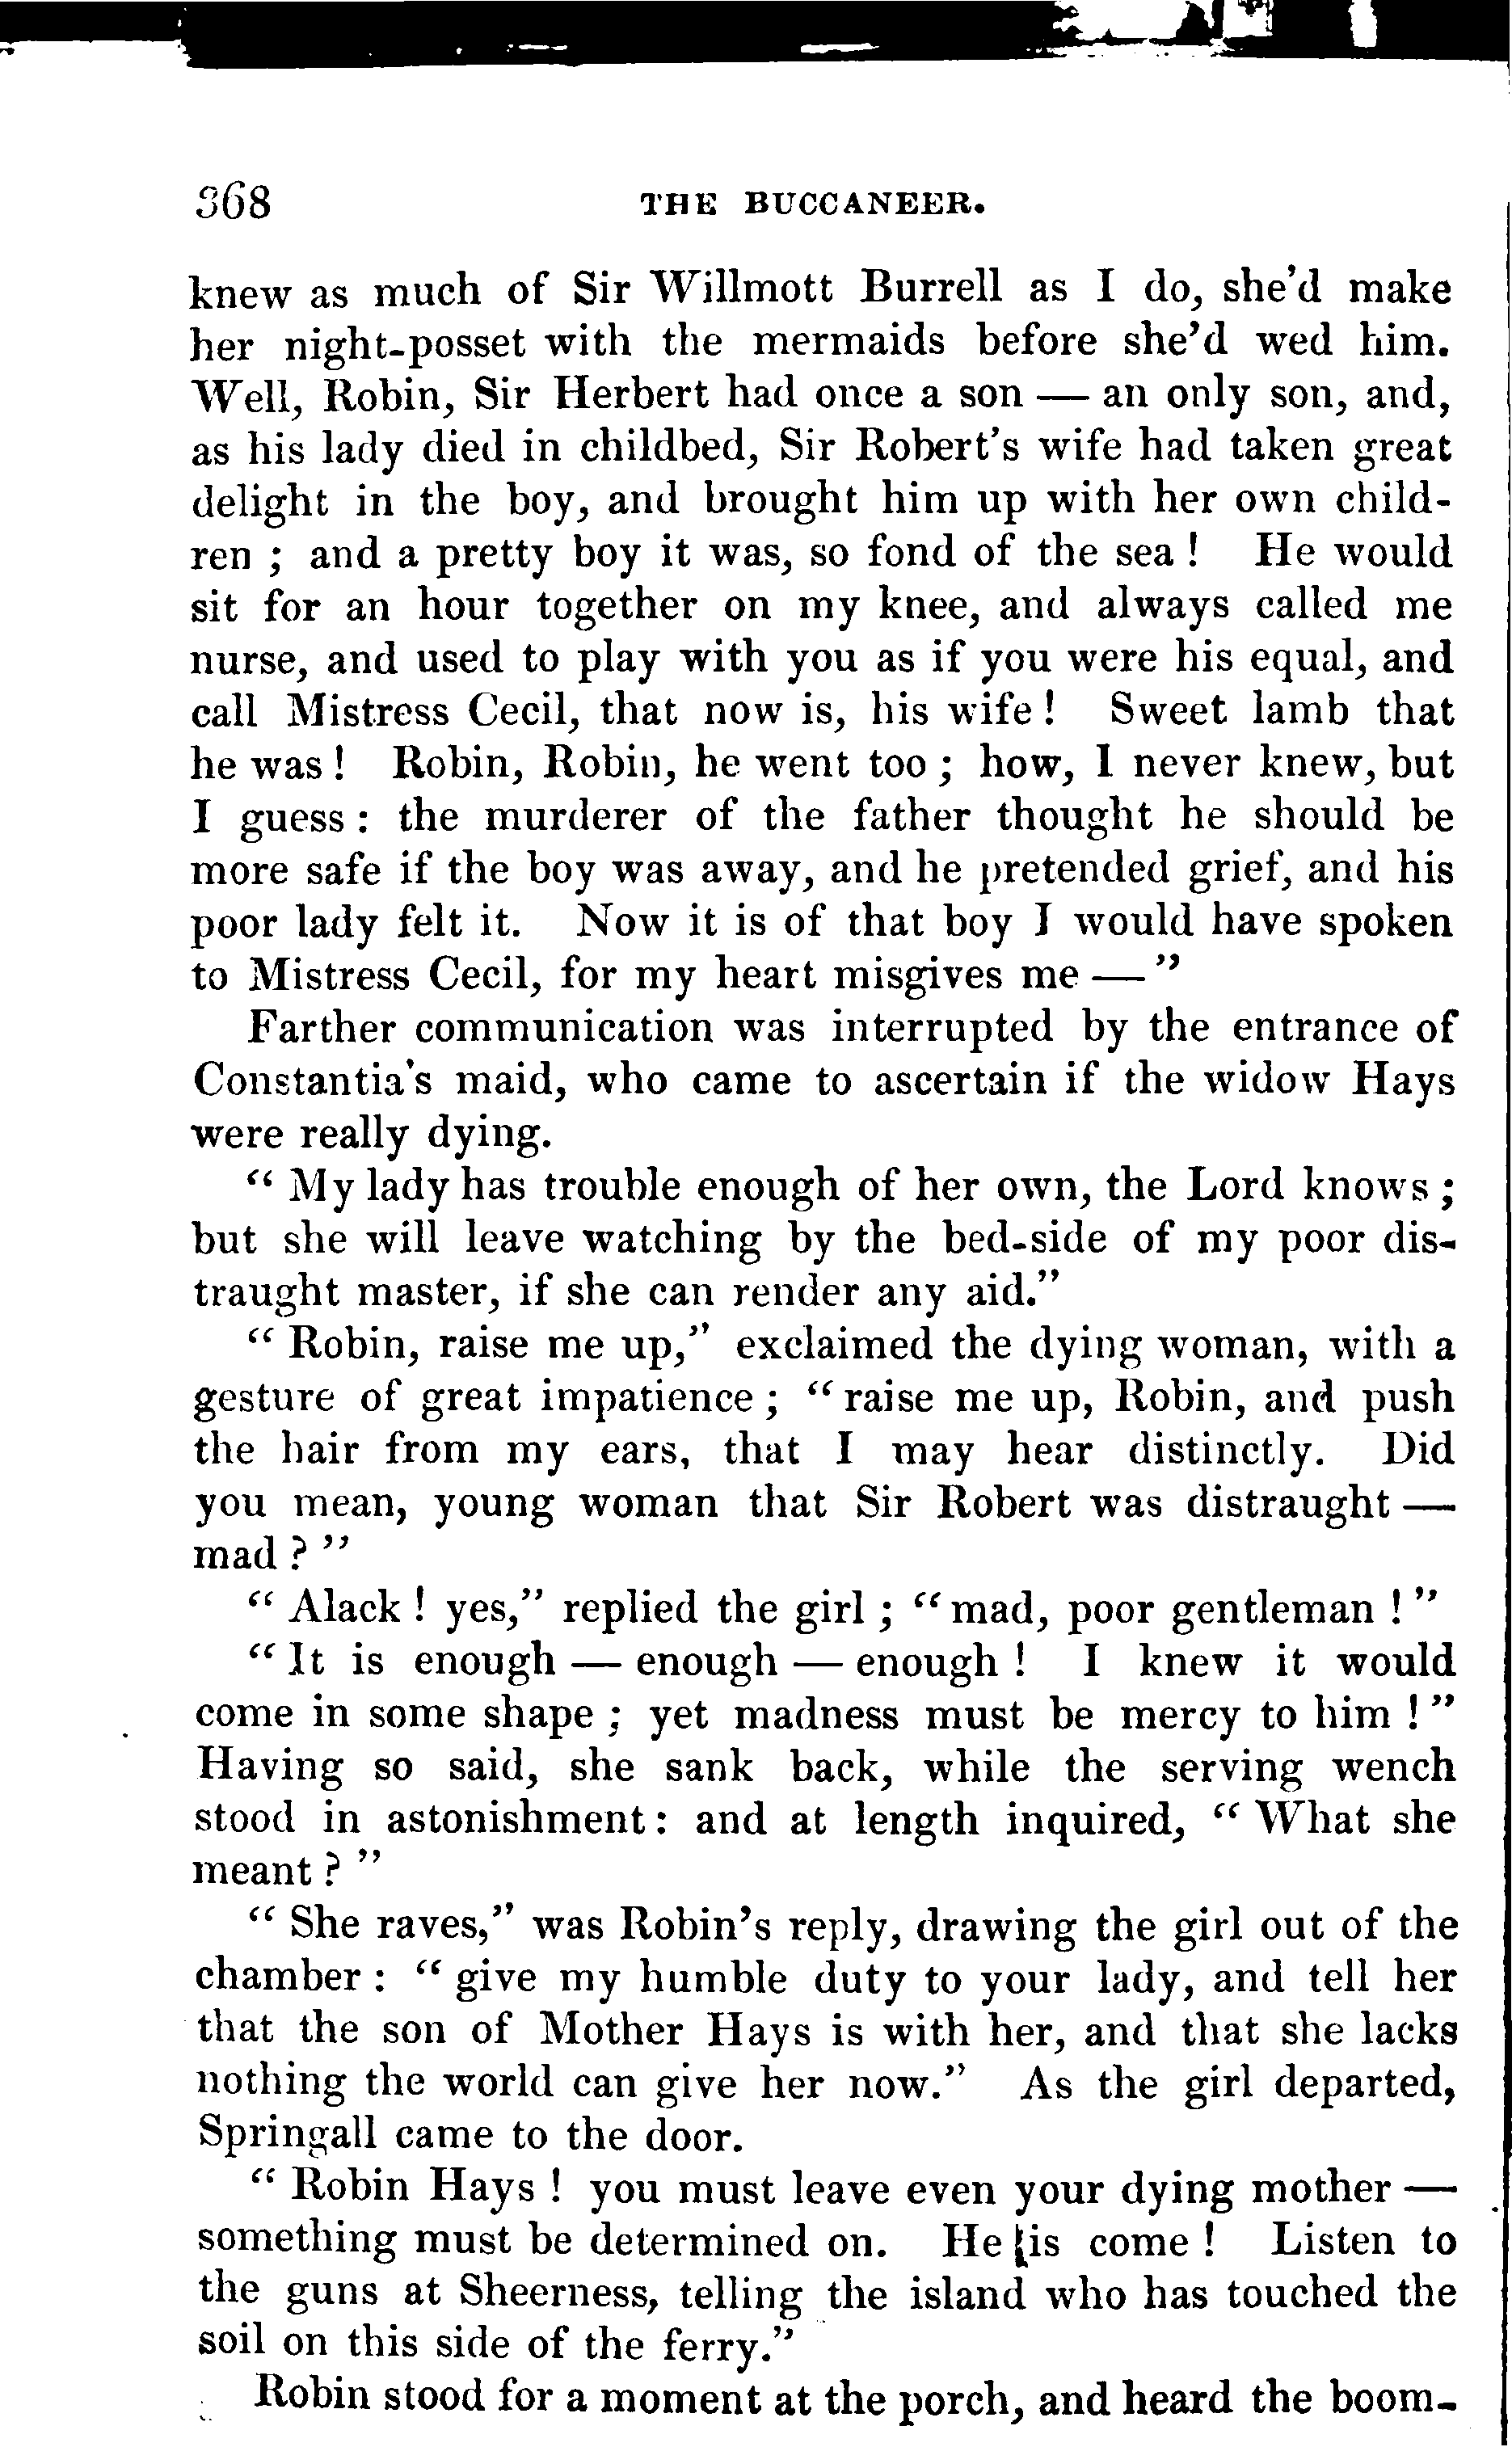 368 THE BUCCANEER.
knew as much of Sir Willmott Burrell as I do, she'd make
her night-posset with the mermaids before she'd wed him.
Well, Robin, Sir Herbert had once a son — an only son, and,
as his lady died in childbed, Sir Robert's wife had taken great
delight in the boy, and brought him up with her own child-
ren ; and a pretty boy it was, so fond of the sea ! He would
sit for an hour together on my knee, and always called me
nurse, and used to play with you as if you were his equal, and
call Mistress Cecil, that now is, his wife ! Sweet lamb that
he was ! Robin, Robin, he went too ; how, I never knew, but
I guess : the murderer of the father thought he should be
more safe if the boy was away, and he pretended grief, and his
poor lady felt it. Now it is of that boy I would have spoken
to Mistress Cecil, for my heart misgives me — "
Farther communication was interrupted by the entrance of
Constantia's maid, who came to ascertain if the widow Hays
were really dying.
" My lady has trouble enough of her own, the Lord knows ;
but she will leave watching by the bed-side of my poor dis-
traught master, if she can render any aid."
" Robin, raise me up," exclaimed the dying woman, with a
gesture of great impatience ; " raise me up, Robin, and push
the hair from my ears, that I may hear distinctly. Did
you mean, young woman that Sir Robert was distraught —
mad ? "
" Alack ! yes," replied the girl ; " mad, poor gentleman ! "
" It is enough — enough — enough ! I knew it would
come in some shape ; yet madness must be mercy to him ! "
Having so said, she sank back, while the serving wench
stood in astonishment : and at length inquired, " What she
meant ? "
" She raves," was Robin's reply, drawing the girl out of the
chamber : " give my humble duty to your lady, and tell her
that the son of Mother Hays is with her, and that she lacks
nothing the world can give her now." As the girl departed,
Springall came to the door.
" Robin Hays ! you must leave even your dying mother —
something must be determined on. He is come ! Listen to
the guns at Sheerness, telling the island who has touched the
soil on this side of the ferry."
Robin stood for a moment at the porch, and heard the boom-